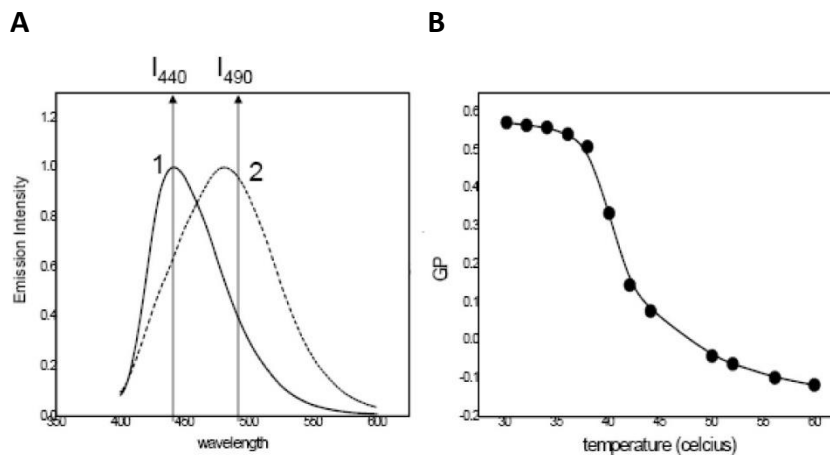 A
B
I440 I490
1
2
Emission Intensity
1.2
1.0
0.8
0.6
0.4
0.2
0.0
350 400 450 500 550 600
wavelength
GP
0.6
0.5
0.4
0.3
0.2
0.1
0.0
-0.1
-0.2
30 35 40 45 50 55 60
temperature (celcius)